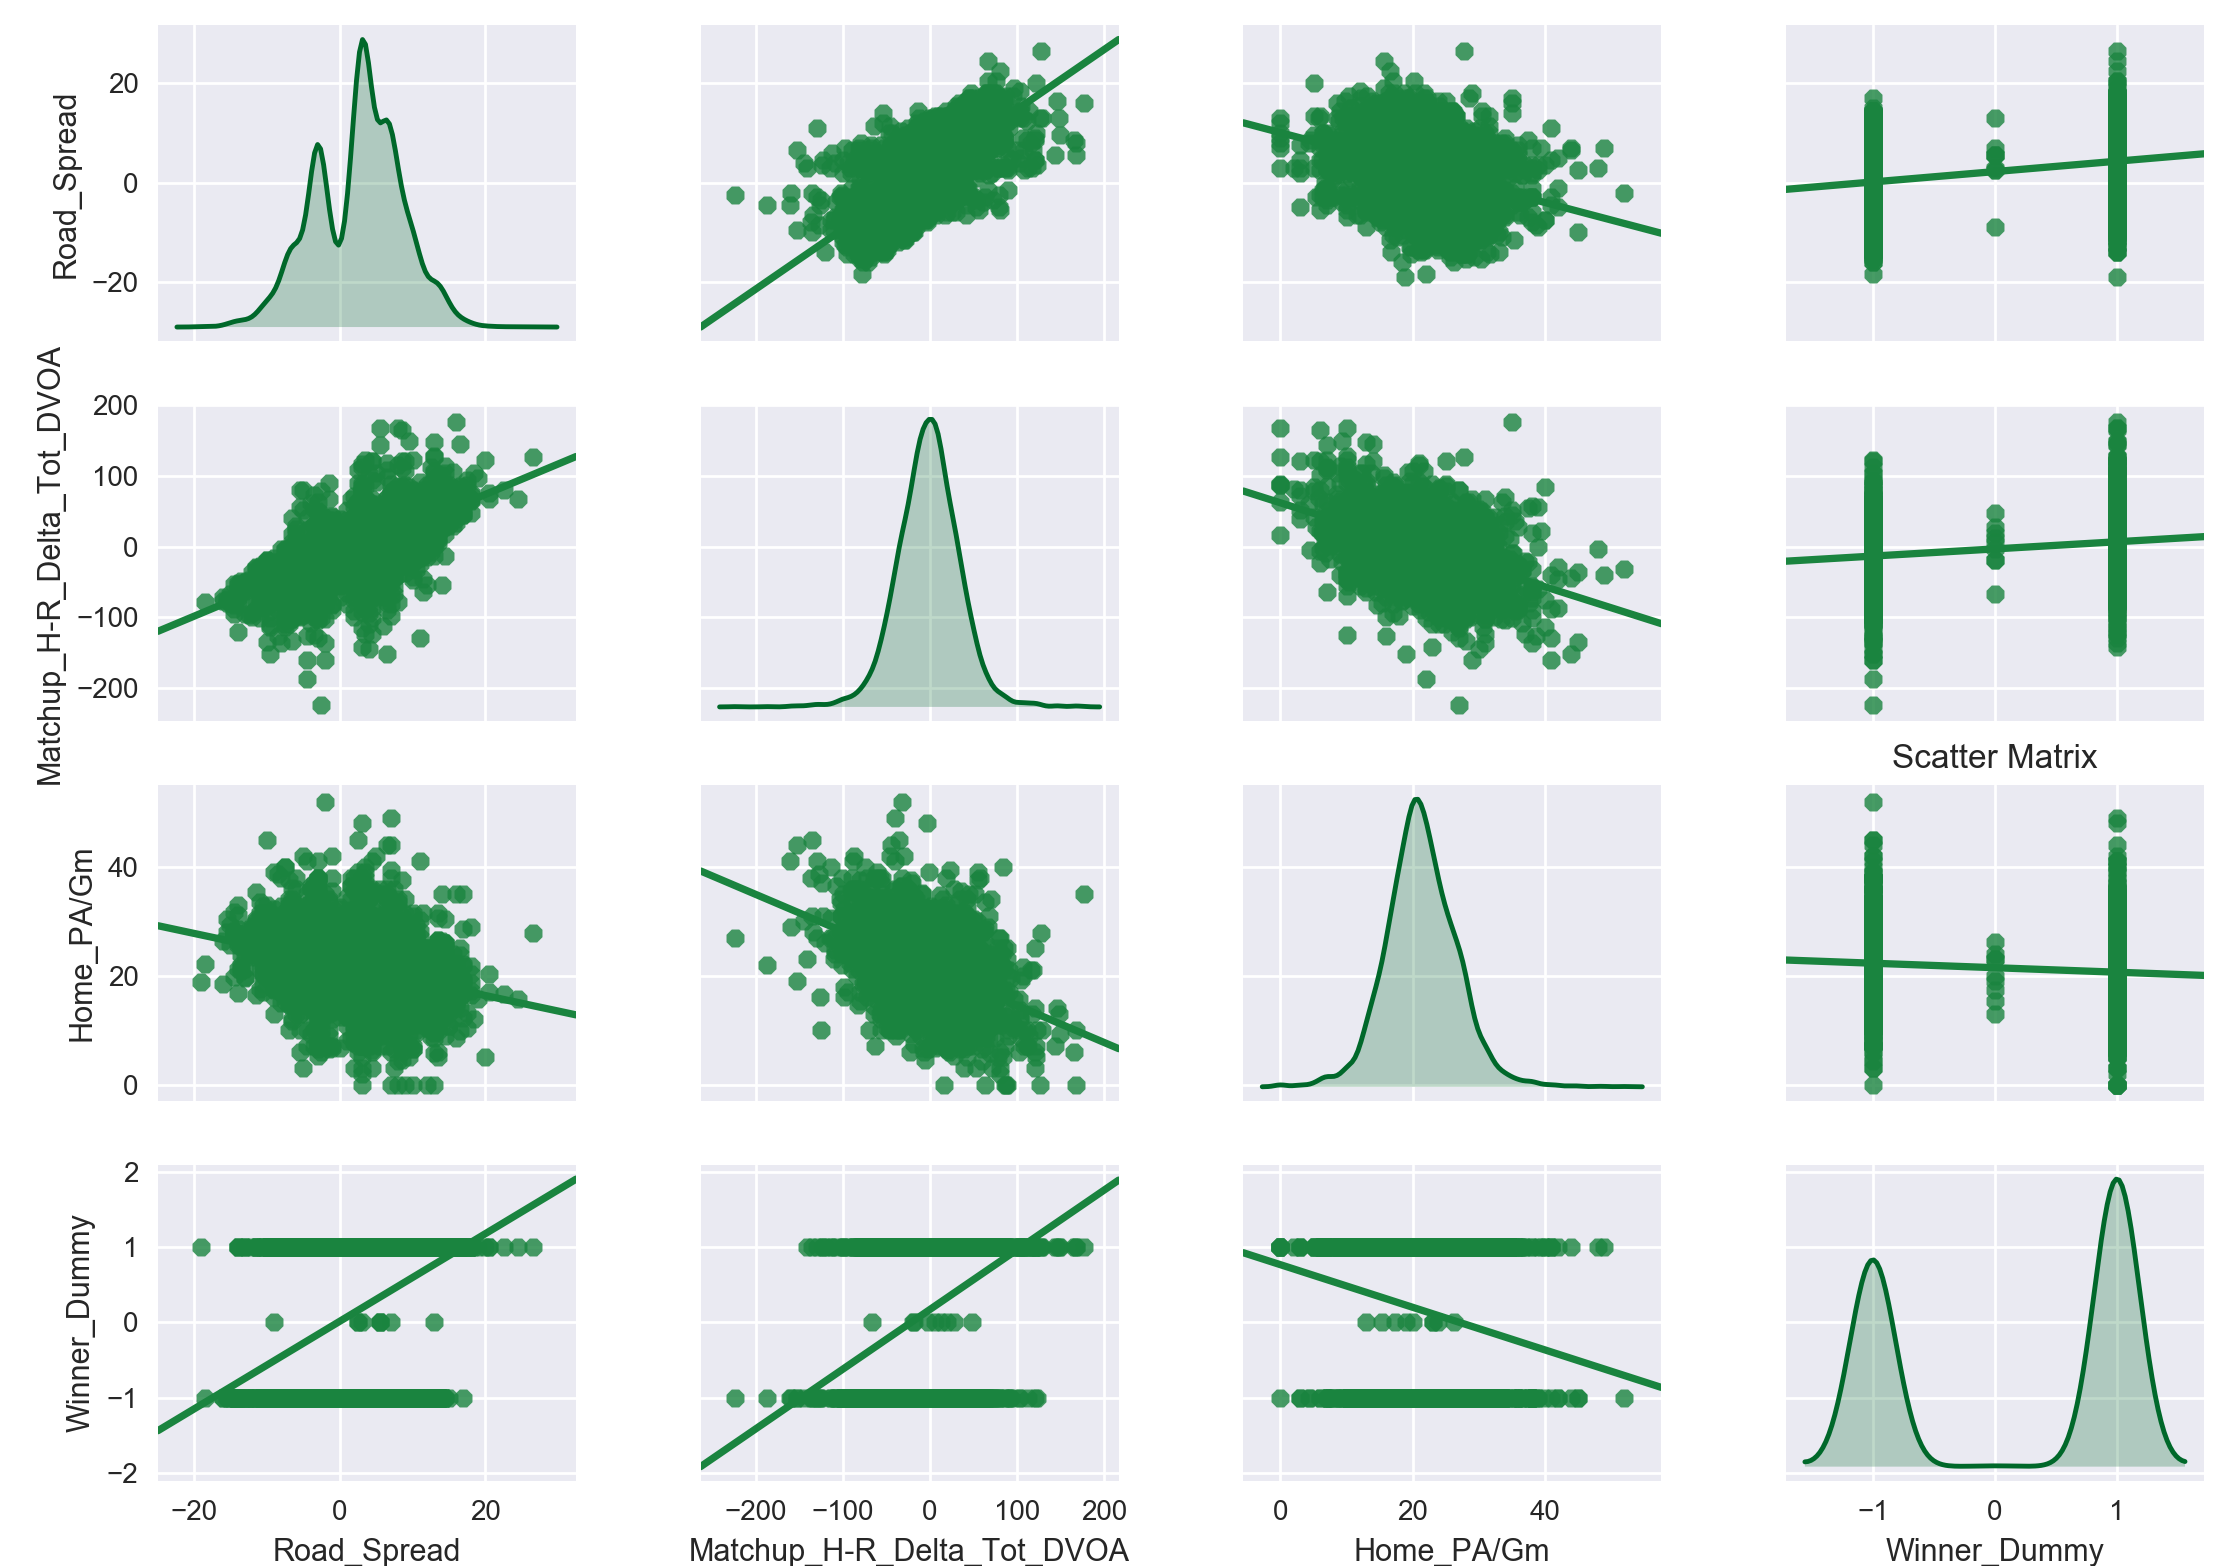 20
0
−20
Road_Spread
200
100
0
−100
−200
Matchup_H-R_Delta_Tot_DVOA
Scatter Matrix
40
20
0
Home_PA/Gm
2
1
0
−1
−2
Winner_Dummy
−20 0 20
−200 −100 0 100 200
0 20 40
−1 0 1
Road_Spread
Matchup_H-R_Delta_Tot_DVOA
Home_PA/Gm
Winner_Dummy